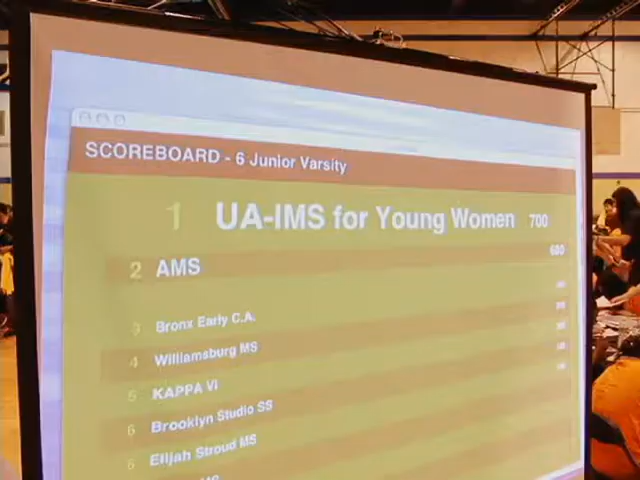 SCOREBOARD - 6 Junior Varsity
1 UA-IMS for Young Women 700
2 AMS 600
3 Bronx Early C.A.
4 Williamsburg MS
5 KAPPA VI
6 Brooklyn Studio SS
6 Elijah Stroud MS
MS